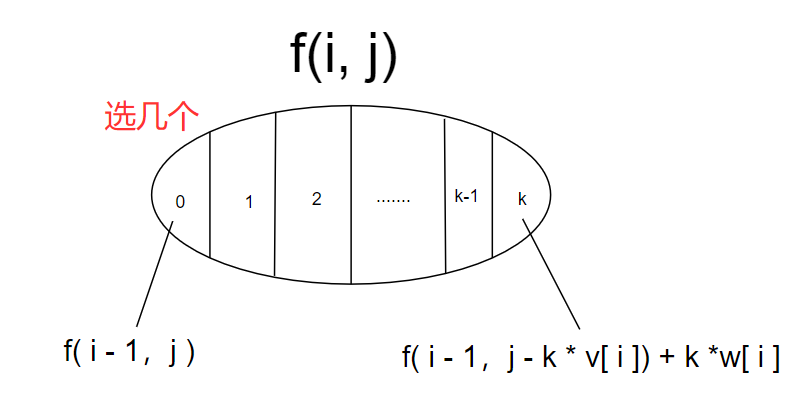 f(i, j)
选几个
0 1 2 ....... k-1 k
f( i - 1, j )
f( i - 1, j - k * v[ i ]) + k *w[ i ]